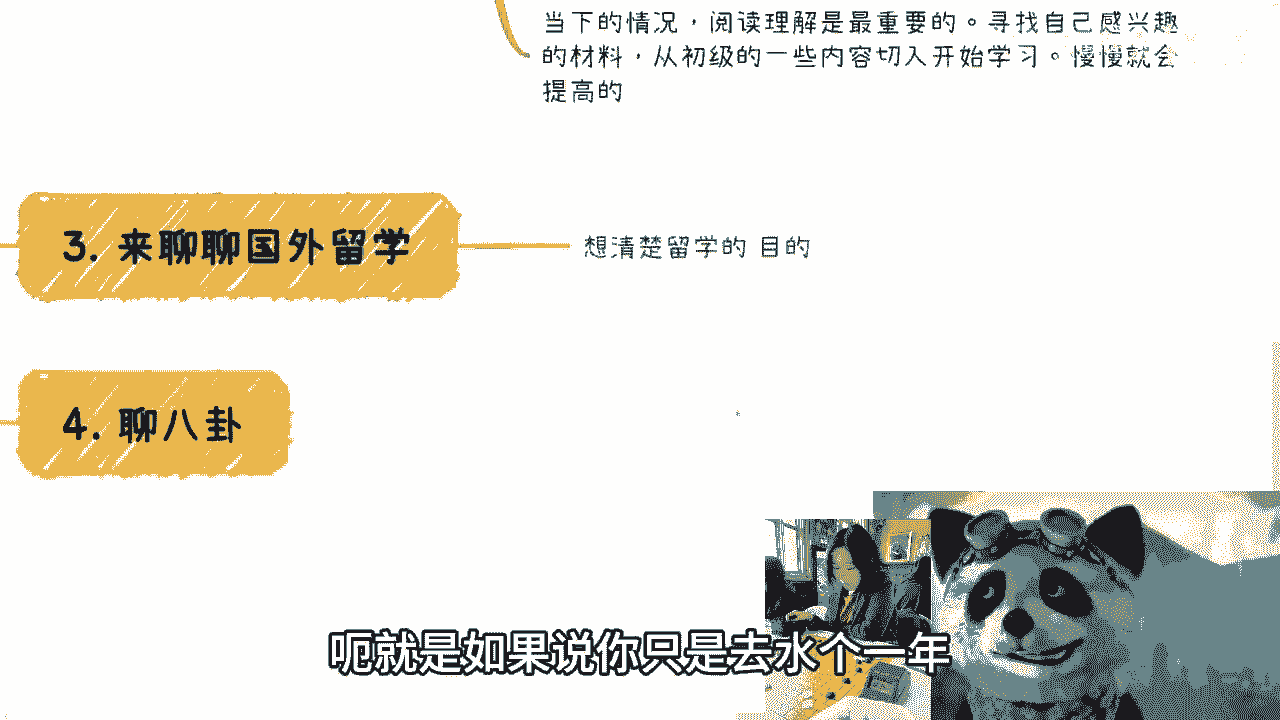 当下的情况，阅读理解是最重要的。寻找自己感兴趣
的材料，从初级的一些内容切入开始学习。慢慢就会
提高的
3. 来聊聊国外留学
想清楚留学的 目的
4. 聊八卦
呃就是如果说你只是去水个一年